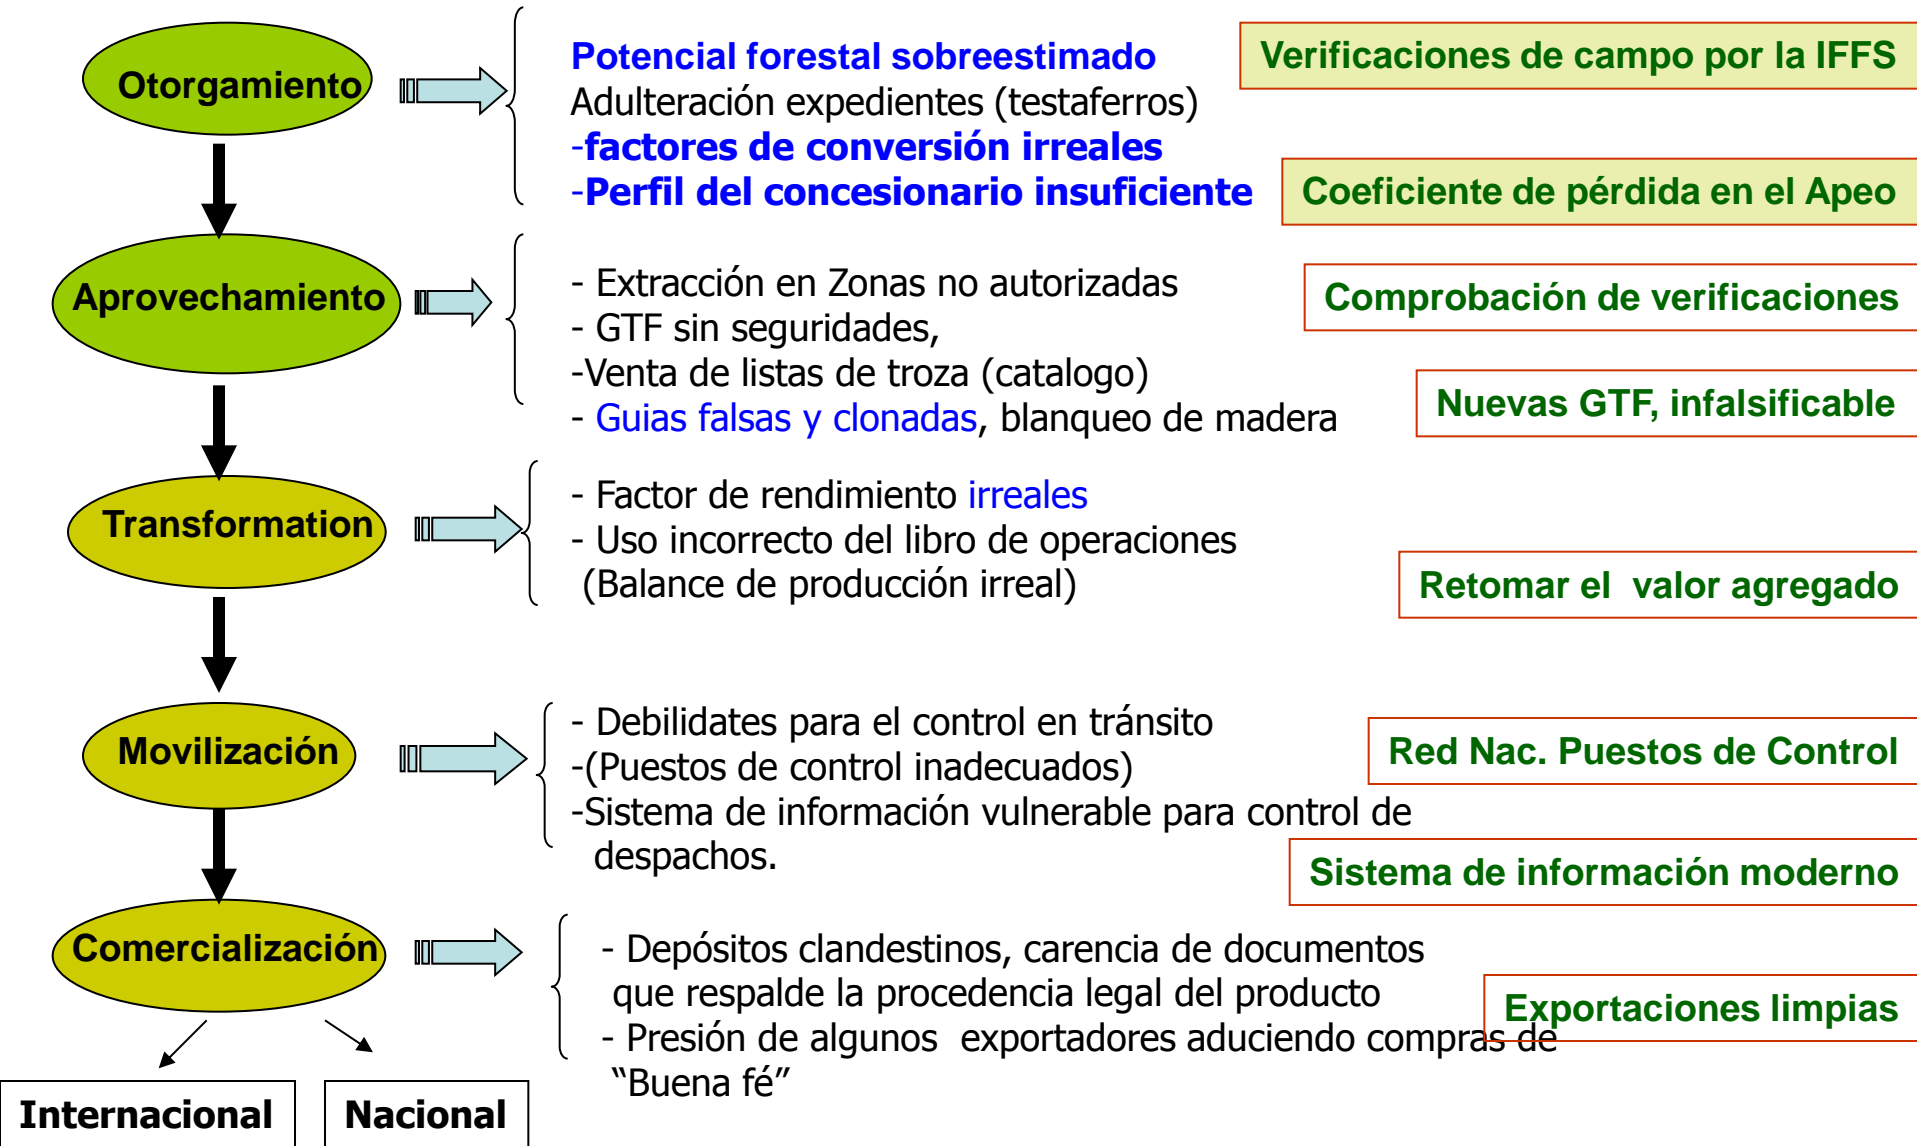 Otorgamiento
Potencial forestal sobreestimado
Adulteración expedientes (testaferros)
-factores de conversión irreales
-Perfil del concesionario insuficiente
Verificaciones de campo por la IFFS
Coeficiente de pérdida en el Apeo
Aprovechamiento
- Extracción en Zonas no autorizadas
- GTF sin seguridades,
-Venta de listas de troza (catalogo)
- Guias falsas y clonadas, blanqueo de madera
Comprobación de verificaciones
Nuevas GTF, infalsificable
Transformation
- Factor de rendimiento irreales
- Uso incorrecto del libro de operaciones
(Balance de producción irreal)
Retomar el valor agregado
Movilización
- Debilidates para el control en tránsito
-(Puestos de control inadecuados)
-Sistema de información vulnerable para control de
despachos.
Red Nac. Puestos de Control
Sistema de información moderno
Comercialización
- Depósitos clandestinos, carencia de documentos
que respalde la procedencia legal del producto
- Presión de algunos exportadores aduciendo compras de
“Buena fé”
Exportaciones limpias
Internacional
Nacional